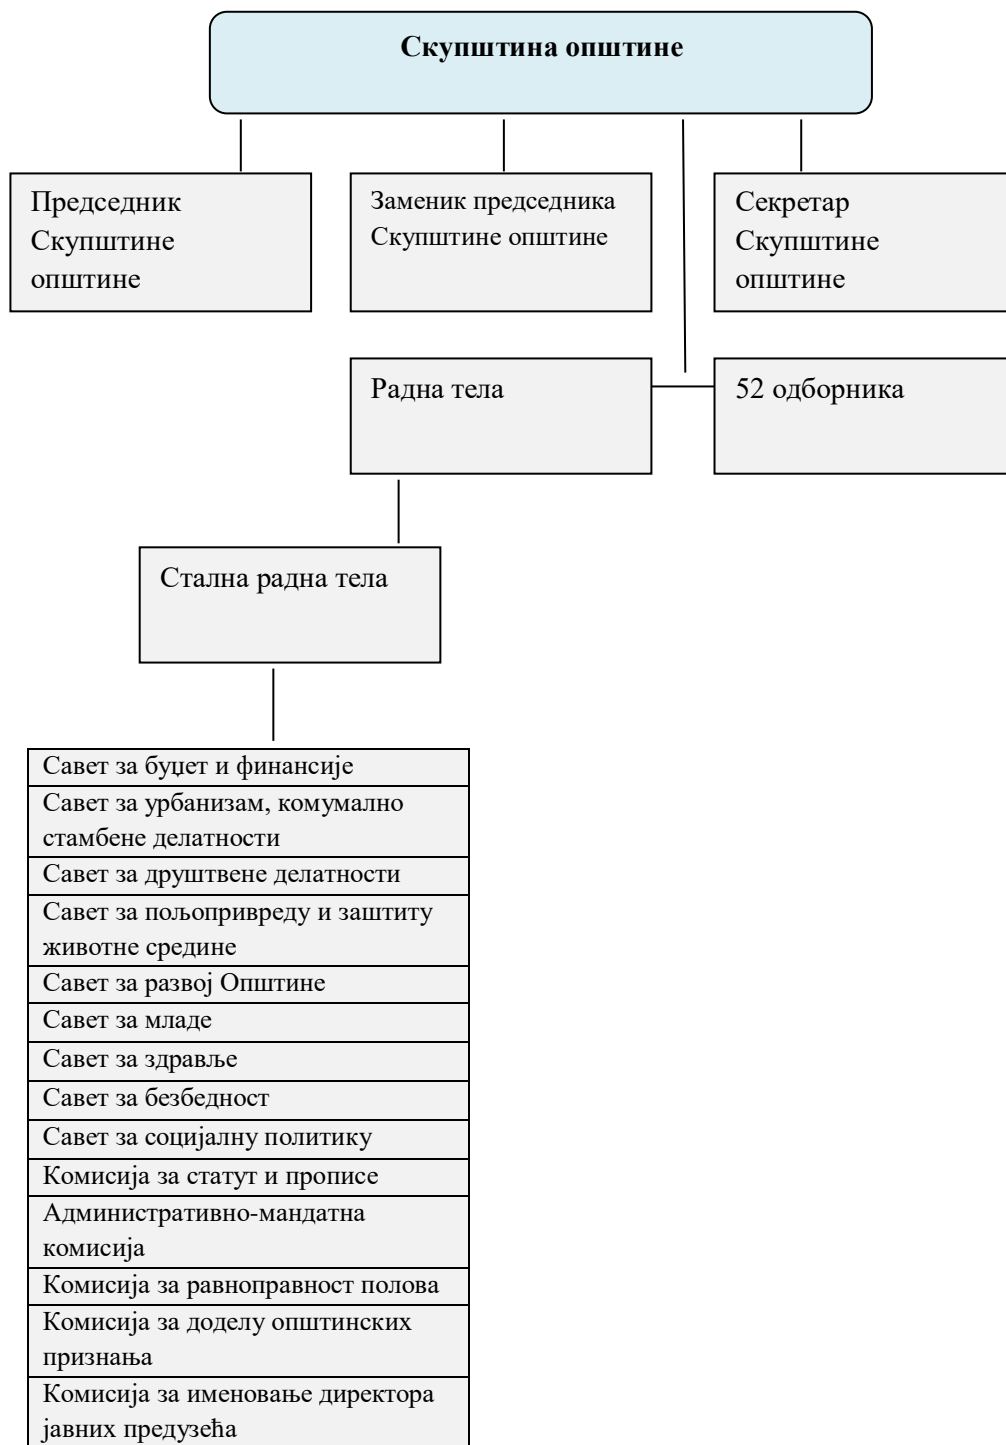 Скупштина општине
Председник
Скупштине
општине
Заменик председника
Скупштине општине
Секретар
Скупштине
општине
Радна тела
52 одборника
Стална радна тела
Савет за буџет и финансије
Савет за урбанизам, комумално
стамбене делатности
Савет за друштвене делатности
Савет за пољопривреду и заштиту
животне средине
Савет за развој Општине
Савет за младе
Савет за здравље
Савет за безбедност
Савет за социјалну политику
Комисија за статут и прописе
Административно-мандатна
комисија
Комисија за равноправност полова
Комисија за доделу општинских
признања
Комисија за именовање директора
јавних предузећа